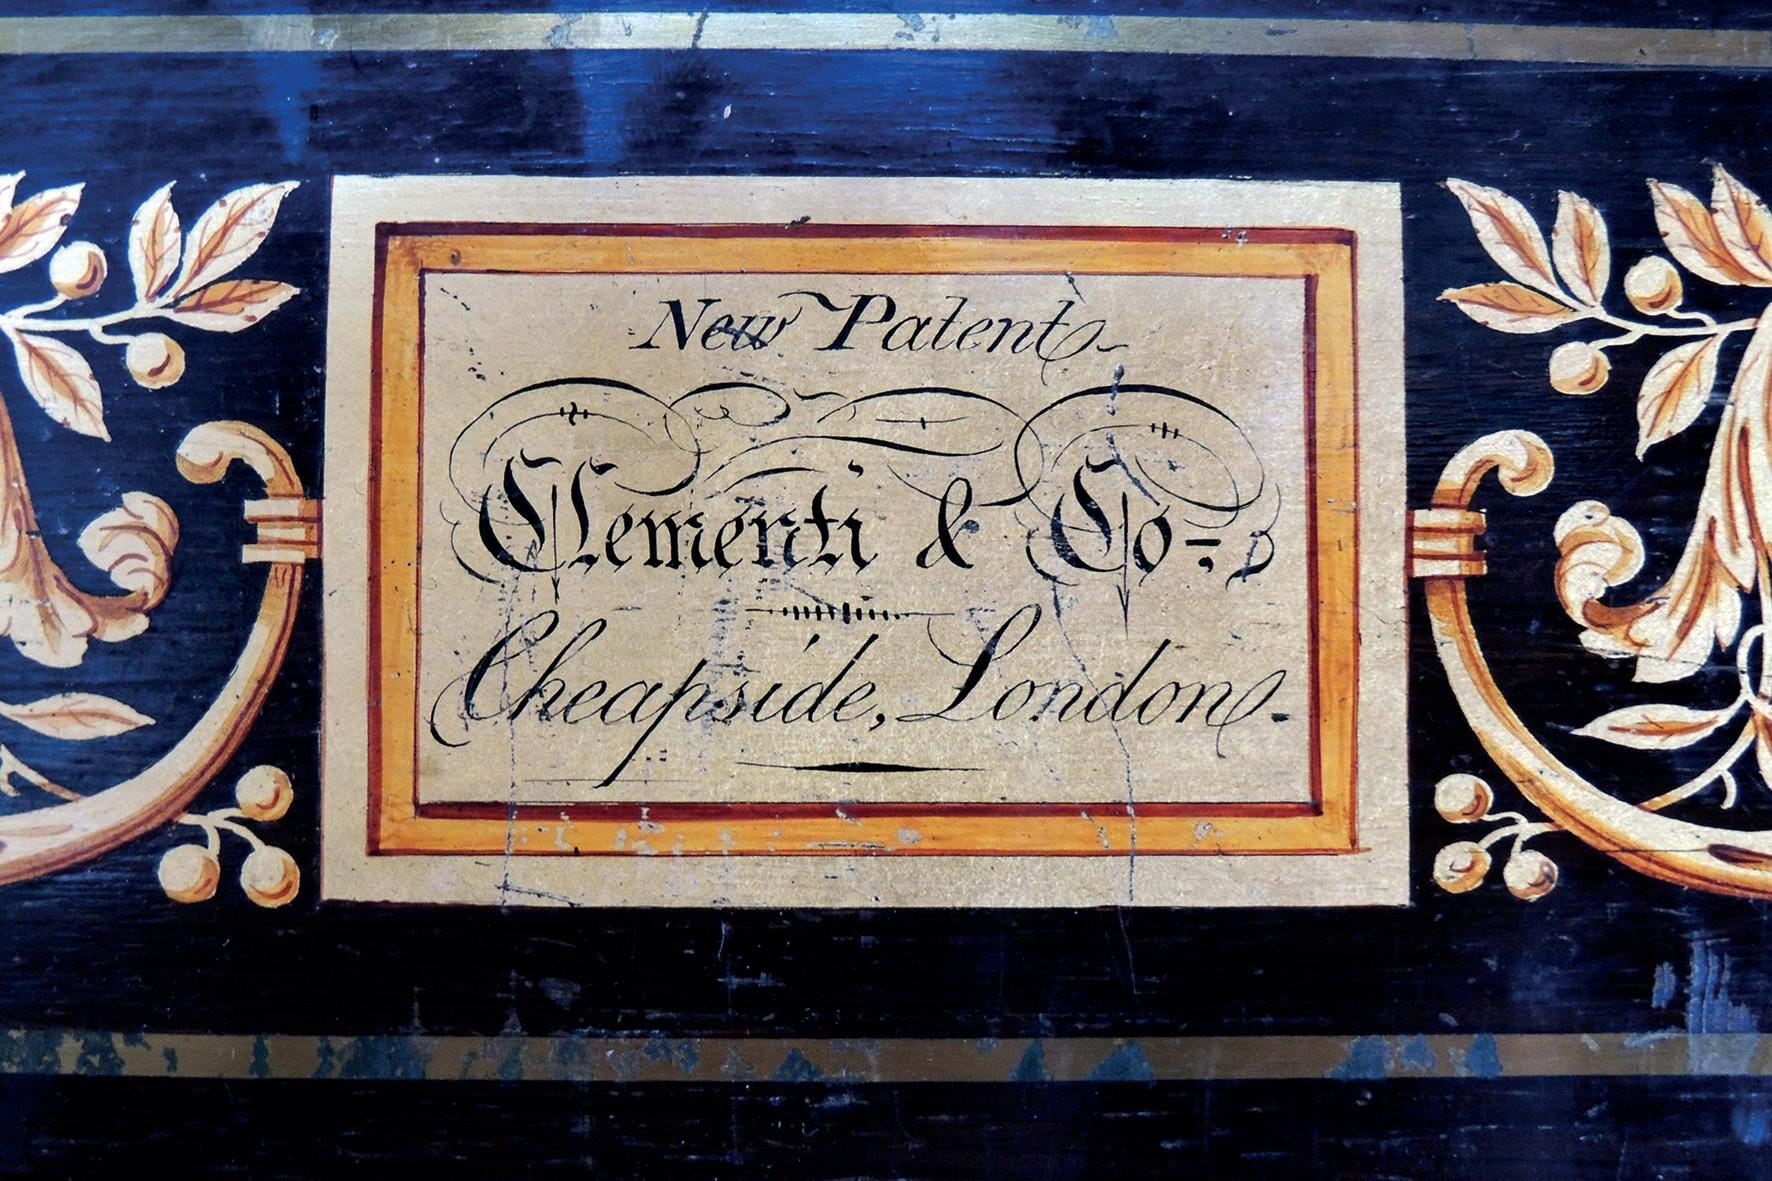 New Patent
Clementi & Co.
Cheapside, London.